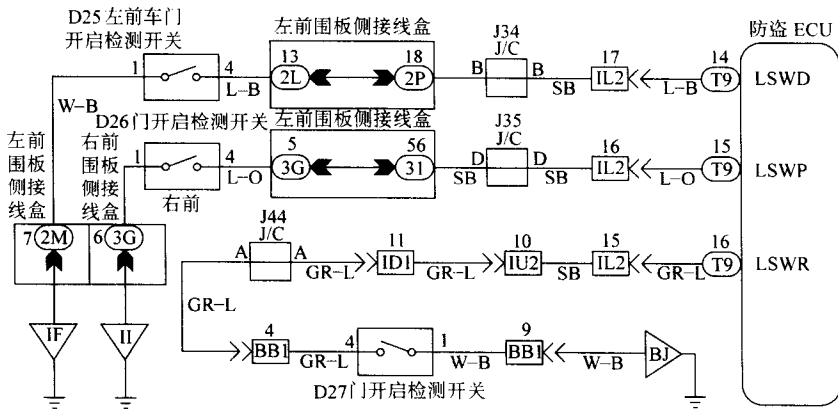 D25左前车门
开启检测开关
左前围板侧接线盒
J34
J/C
防盗 ECU
1
4
13
2L
18
2P
B
B
17
IL2
14
T9
LSWD
L-B
SB
L-B
W-B
D26门开启检测开关
左前围板侧接线盒
J35
J/C
左前
围板
侧接
线盒
右前
围板
侧接
线盒
1
4
5
3G
56
31
D
D
16
IL2
15
T9
LSWP
L-O
SB
SB
L-O
右前
7
2M
6
3G
J44
J/C
A
A
11
ID1
10
IU2
15
IL2
16
T9
LSWR
GR-L
GR-L
SB
GR-L
GR-L
IF
II
4
BB1
4
1
9
BB1
BJ
GR-L
W-B
W-B
D27门开启检测开关